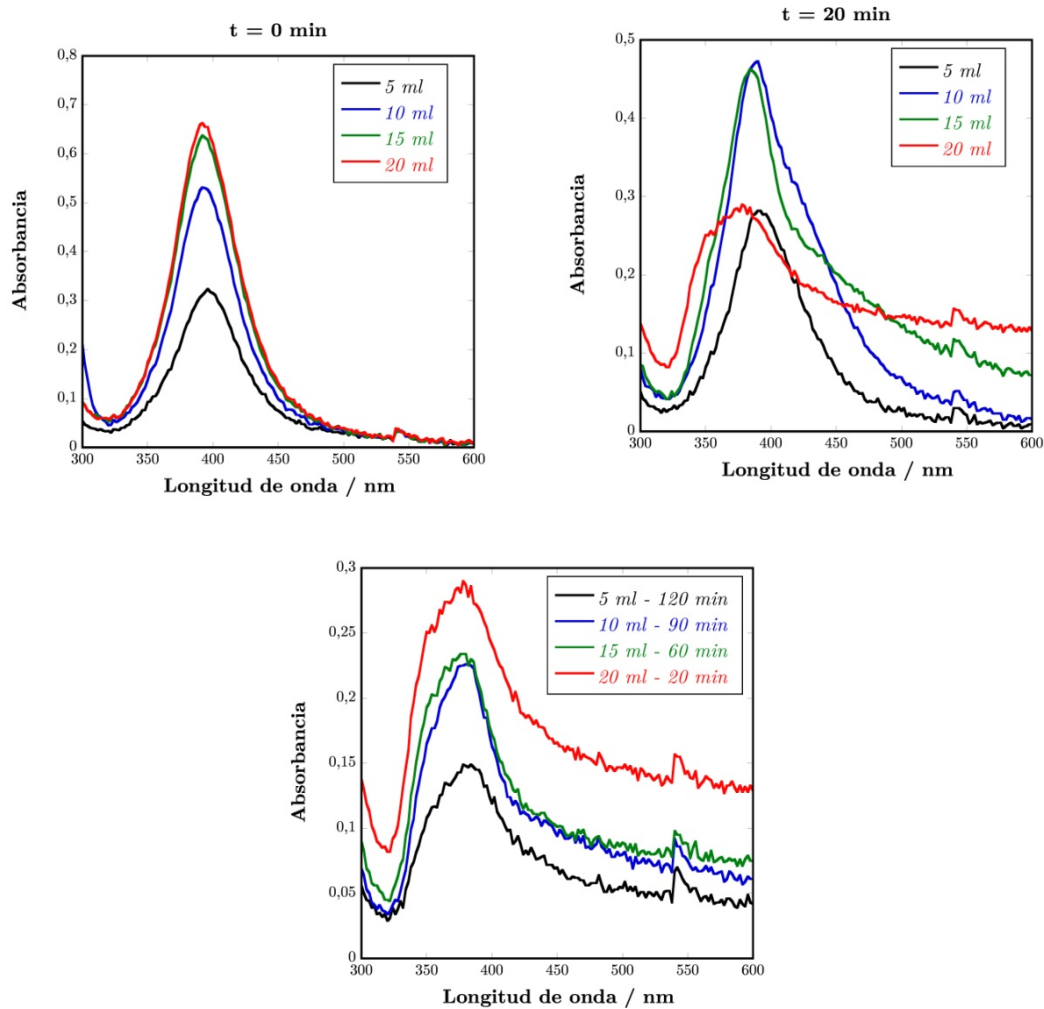 t = 0 min
0,8
0,7
0,6
0,5
0,4
0,3
0,2
0,1
0
300
350
400
450
500
550
600
Absorbancia
Longitud de onda / nm
5 ml
10 ml
15 ml
20 ml
t = 20 min
0,5
0,4
0,3
0,2
0,1
0
300
350
400
450
500
550
600
Absorbancia
Longitud de onda / nm
5 ml
10 ml
15 ml
20 ml
0,3
0,25
0,2
0,15
0,1
0,05
0
300
350
400
450
500
550
600
Absorbancia
Longitud de onda / nm
5 ml - 120 min
10 ml - 90 min
15 ml - 60 min
20 ml - 20 min